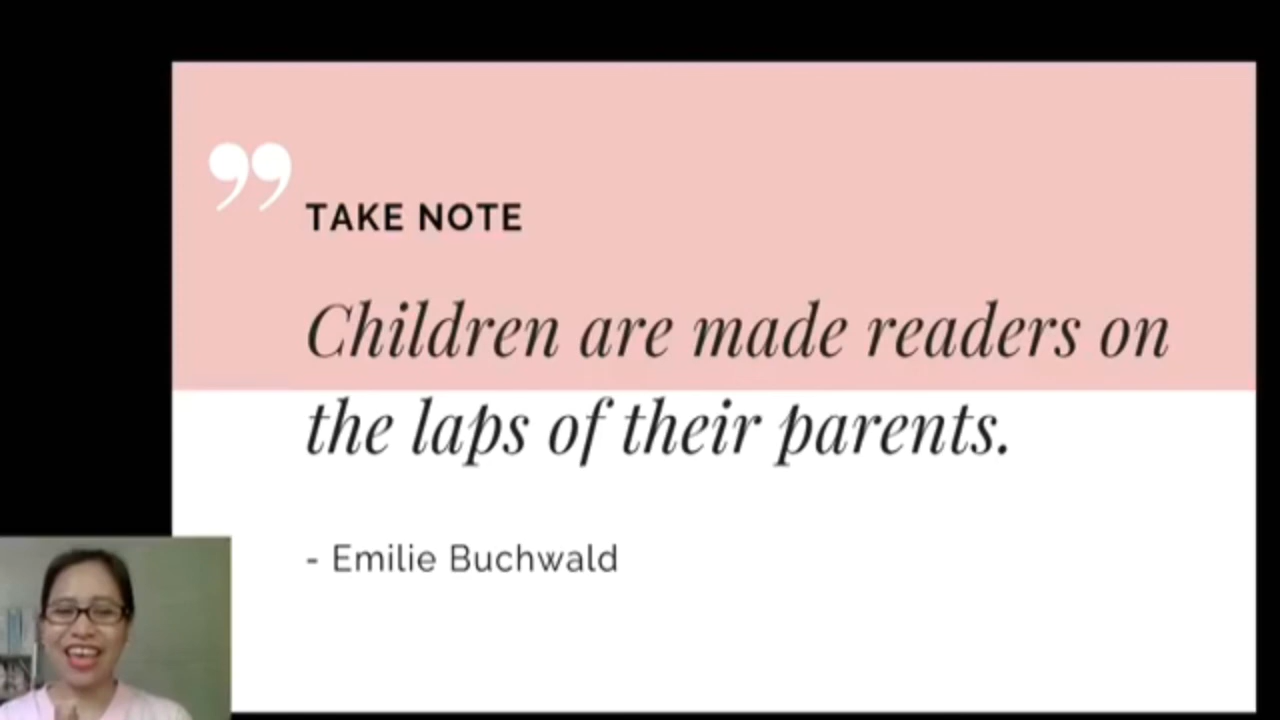 ”
TAKE NOTE
Children are made readers on
the laps of their parents.
- Emilie Buchwald